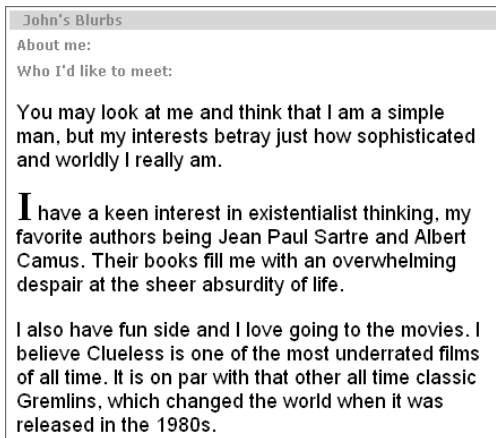 John's Blurbs
About me:
Who I'd like to meet:
You may look at me and think that I am a simple
man, but my interests betray just how sophisticated
and worldly I really am.
I have a keen interest in existentialist thinking, my
favorite authors being Jean Paul Sartre and Albert
Camus. Their books fill me with an overwhelming
despair at the sheer absurdity of life.
I also have fun side and I love going to the movies. I
believe Clueless is one of the most underrated films
of all time. It is on par with that other all time classic
Gremlins, which changed the world when it was
released in the 1980s.